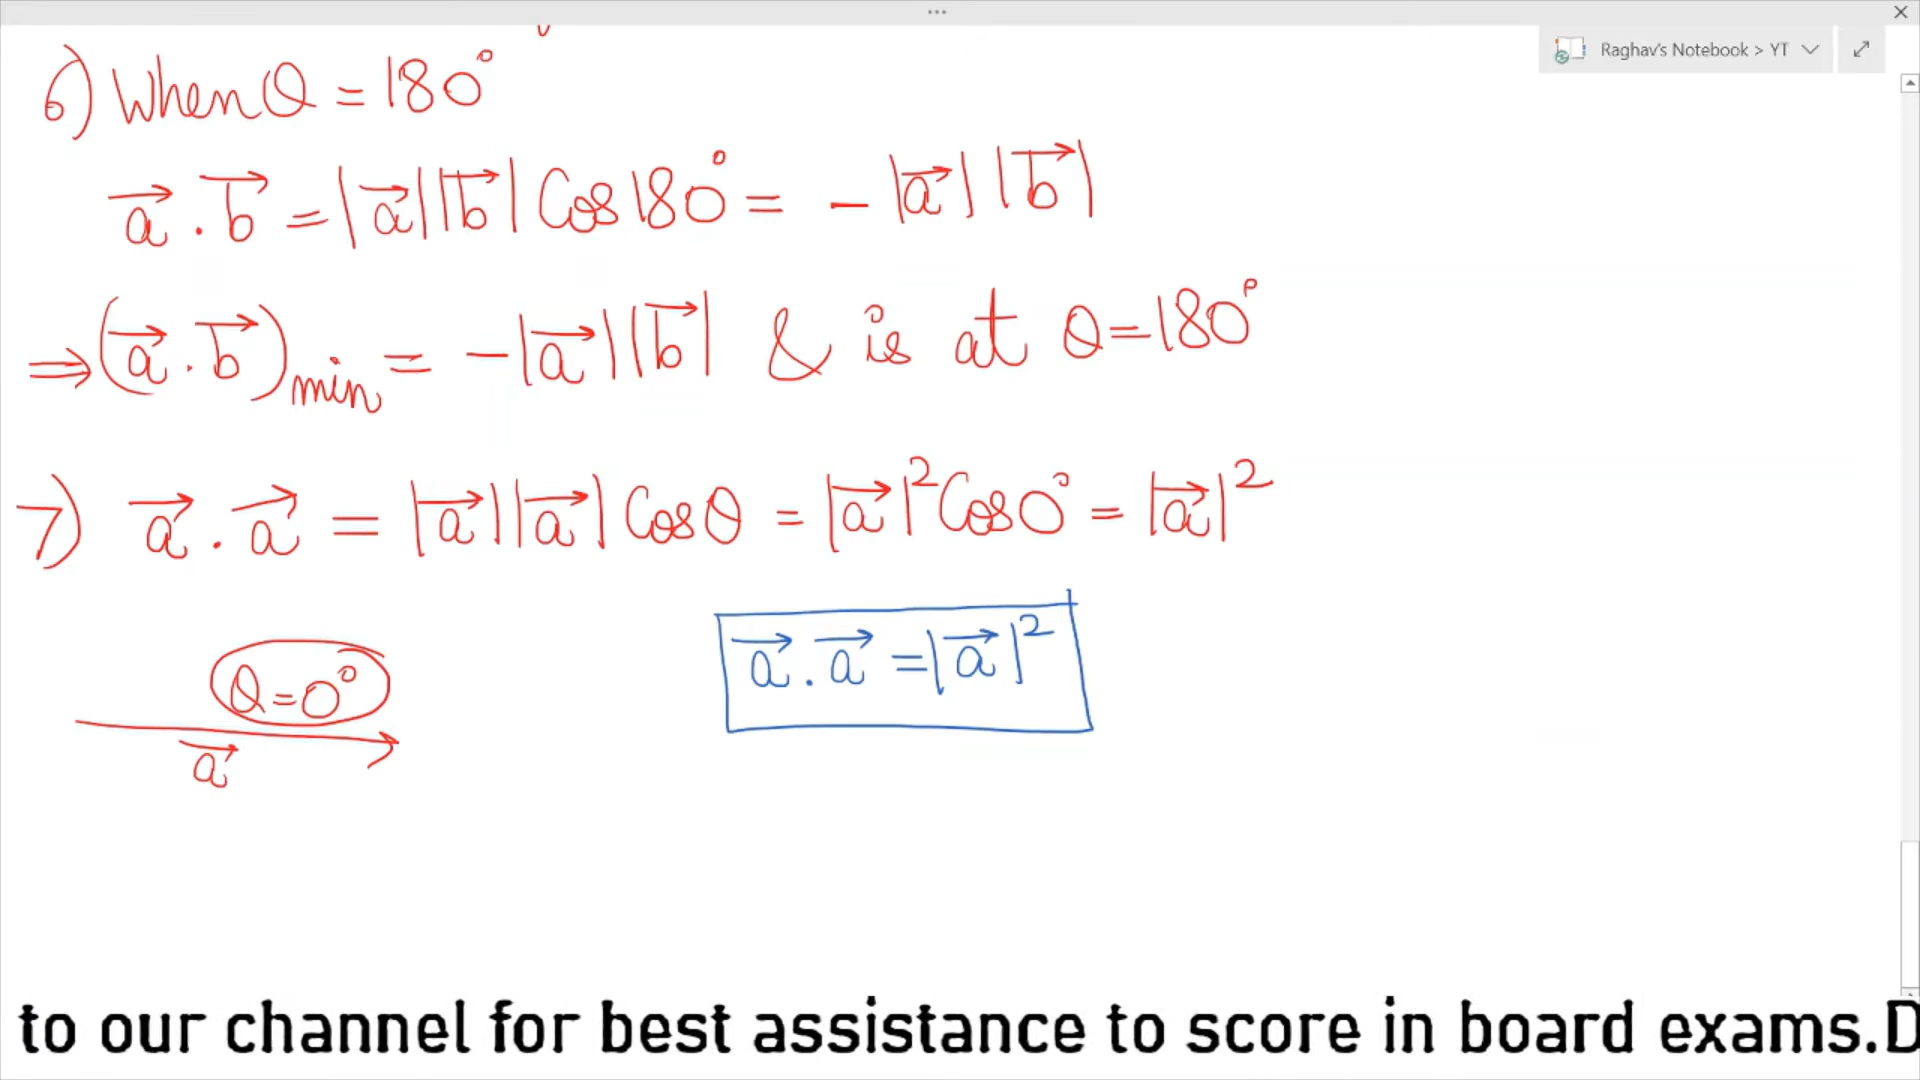 Raghav's Notebook > YT
6) When θ = 180°
a⃗ . b⃗ = |a⃗| |b⃗| Cos 180° = - |a⃗| |b⃗|
⇒ (a⃗ . b⃗)min = - |a⃗| |b⃗| & is at θ = 180°
7) a⃗ . a⃗ = |a⃗| |a⃗| Cos θ = |a⃗|² Cos 0° = |a⃗|²
a⃗ . a⃗ = |a⃗|²
θ = 0°
a⃗
to our channel for best assistance to score in board exams.D